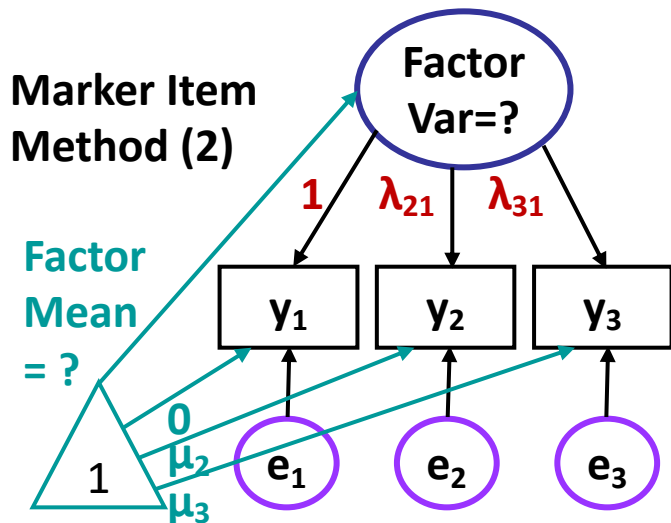 Marker Item
Method (2)
Factor
Var=?
1
λ₂₁
λ₃₁
Factor
Mean
= ?
y₁
y₂
y₃
0
μ₂
μ₃
1
e₁
e₂
e₃